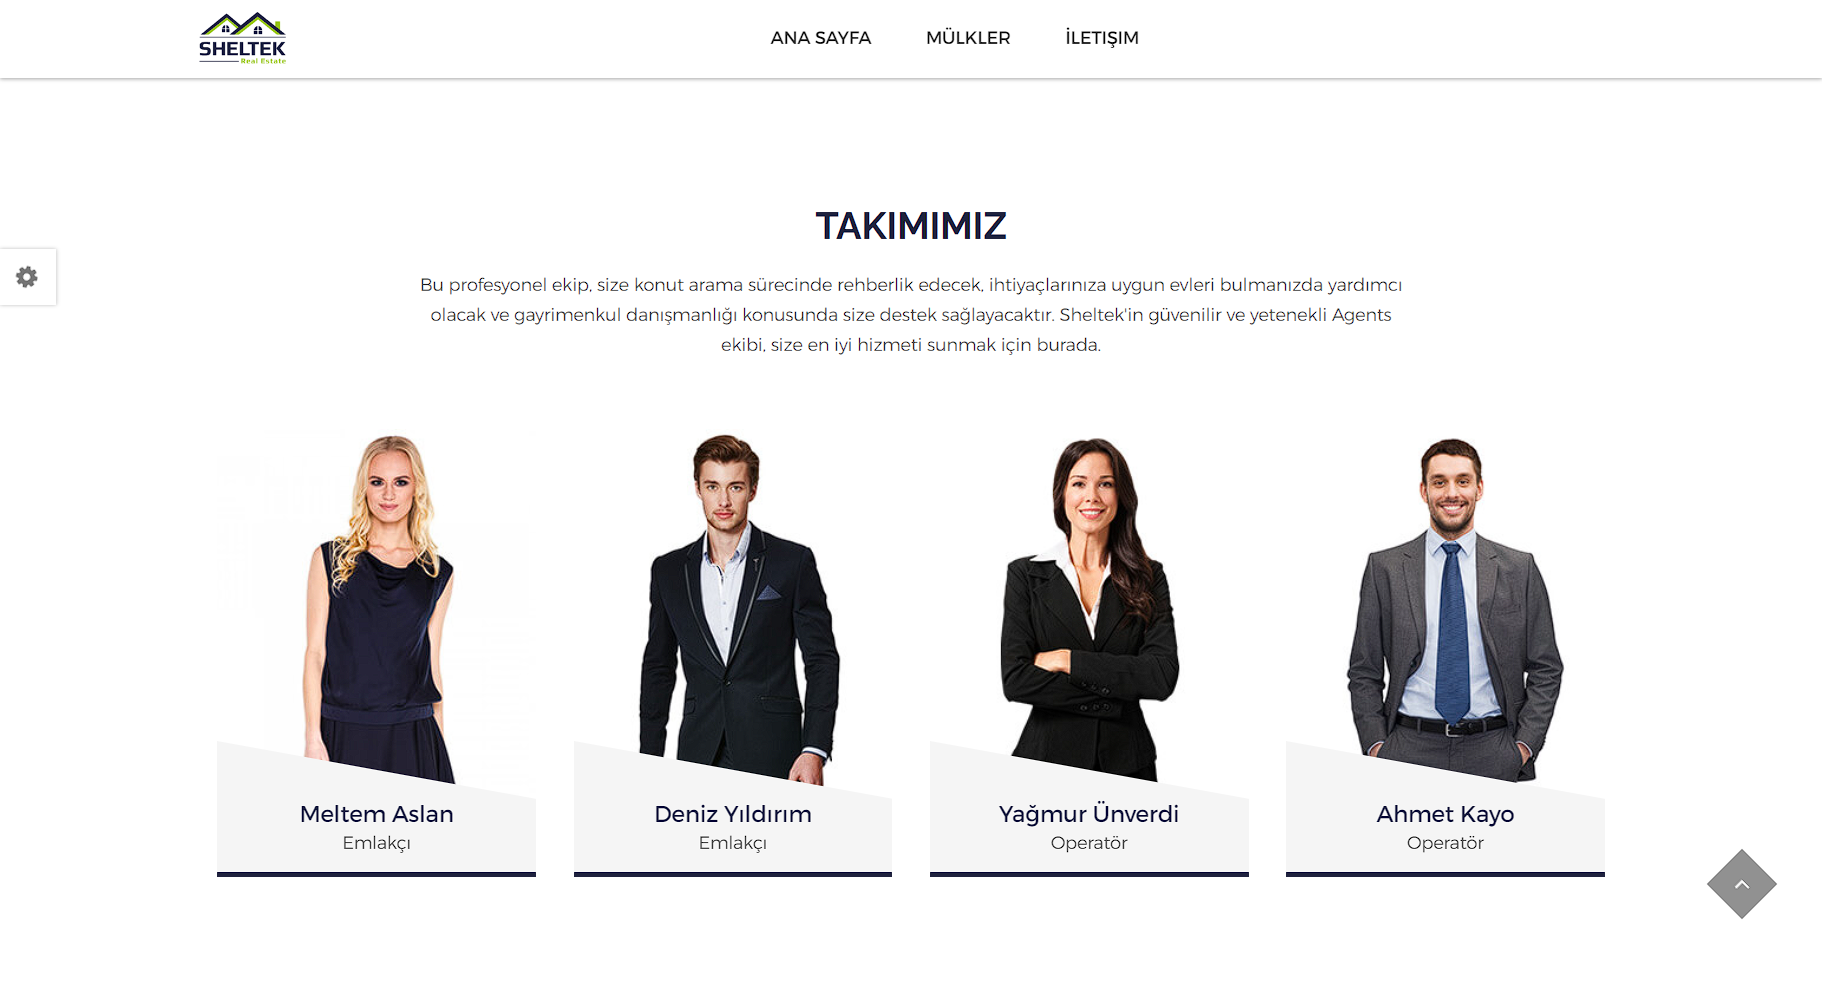 SHELTEK
Real Estate
ANA SAYFA MÜLKLER İLETIŞIM
TAKIMIMIZ
Bu profesyonel ekip, size konut arama sürecinde rehberlik edecek, ihtiyaçlarınıza uygun evleri bulmanızda yardımcı
olacak ve gayrimenkul danışmanlığı konusunda size destek sağlayacaktır. Sheltek'in güvenilir ve yetenekli Agents
ekibi, size en iyi hizmeti sunmak için burada.
Meltem Aslan
Emlakçı
Deniz Yıldırım
Emlakçı
Yağmur Ünverdi
Operatör
Ahmet Kayo
Operatör